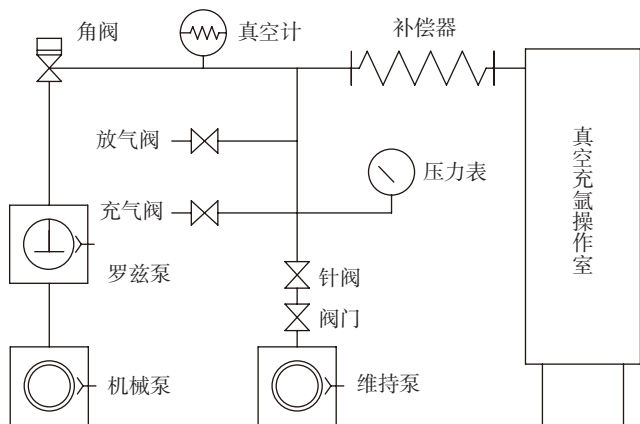 角阀
真空计
补偿器
放气阀
充气阀
压力表
真空充氩操作室
罗兹泵
针阀
阀门
机械泵
维持泵